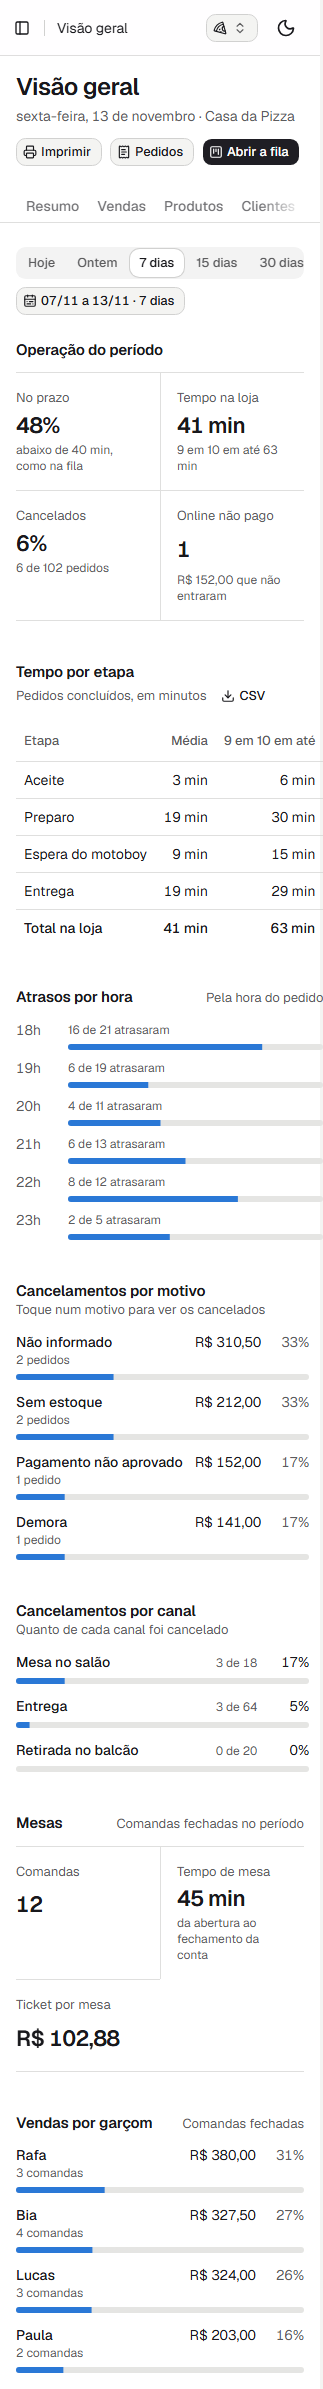 Visão geral
Visão geral
sexta-feira, 13 de novembro · Casa da Pizza
Imprimir
Pedidos
Abrir a fila
Resumo
Vendas
Produtos
Clientes
Hoje
Ontem
7 dias
15 dias
30 dias
07/11 a 13/11 · 7 dias
Operação do período
No prazo
48%
abaixo de 40 min,
como na fila
Tempo na loja
41 min
9 em 10 em até 63
min
Cancelados
6%
6 de 102 pedidos
Online não pago
1
R$ 152,00 que não
entraram
Tempo por etapa
Pedidos concluídos, em minutos
CSV
Etapa Média 9 em 10 em até
Aceite 3 min 6 min
Preparo 19 min 30 min
Espera do motoboy 9 min 15 min
Entrega 19 min 29 min
Total na loja 41 min 63 min
Atrasos por hora
Pela hora do pedido
18h 16 de 21 atrasaram
19h 6 de 19 atrasaram
20h 4 de 11 atrasaram
21h 6 de 13 atrasaram
22h 8 de 12 atrasaram
23h 2 de 5 atrasaram
Cancelamentos por motivo
Toque num motivo para ver os cancelados
Não informado R$ 310,50 33%
2 pedidos
Sem estoque R$ 212,00 33%
2 pedidos
Pagamento não aprovado R$ 152,00 17%
1 pedido
Demora R$ 141,00 17%
1 pedido
Cancelamentos por canal
Quanto de cada canal foi cancelado
Mesa no salão 3 de 18 17%
Entrega 3 de 64 5%
Retirada no balcão 0 de 20 0%
Mesas
Comandas fechadas no período
Comandas
12
Tempo de mesa
45 min
da abertura ao
fechamento da
conta
Ticket por mesa
R$ 102,88
Vendas por garçom
Comandas fechadas
Rafa R$ 380,00 31%
3 comandas
Bia R$ 327,50 27%
4 comandas
Lucas R$ 324,00 26%
3 comandas
Paula R$ 203,00 16%
2 comandas